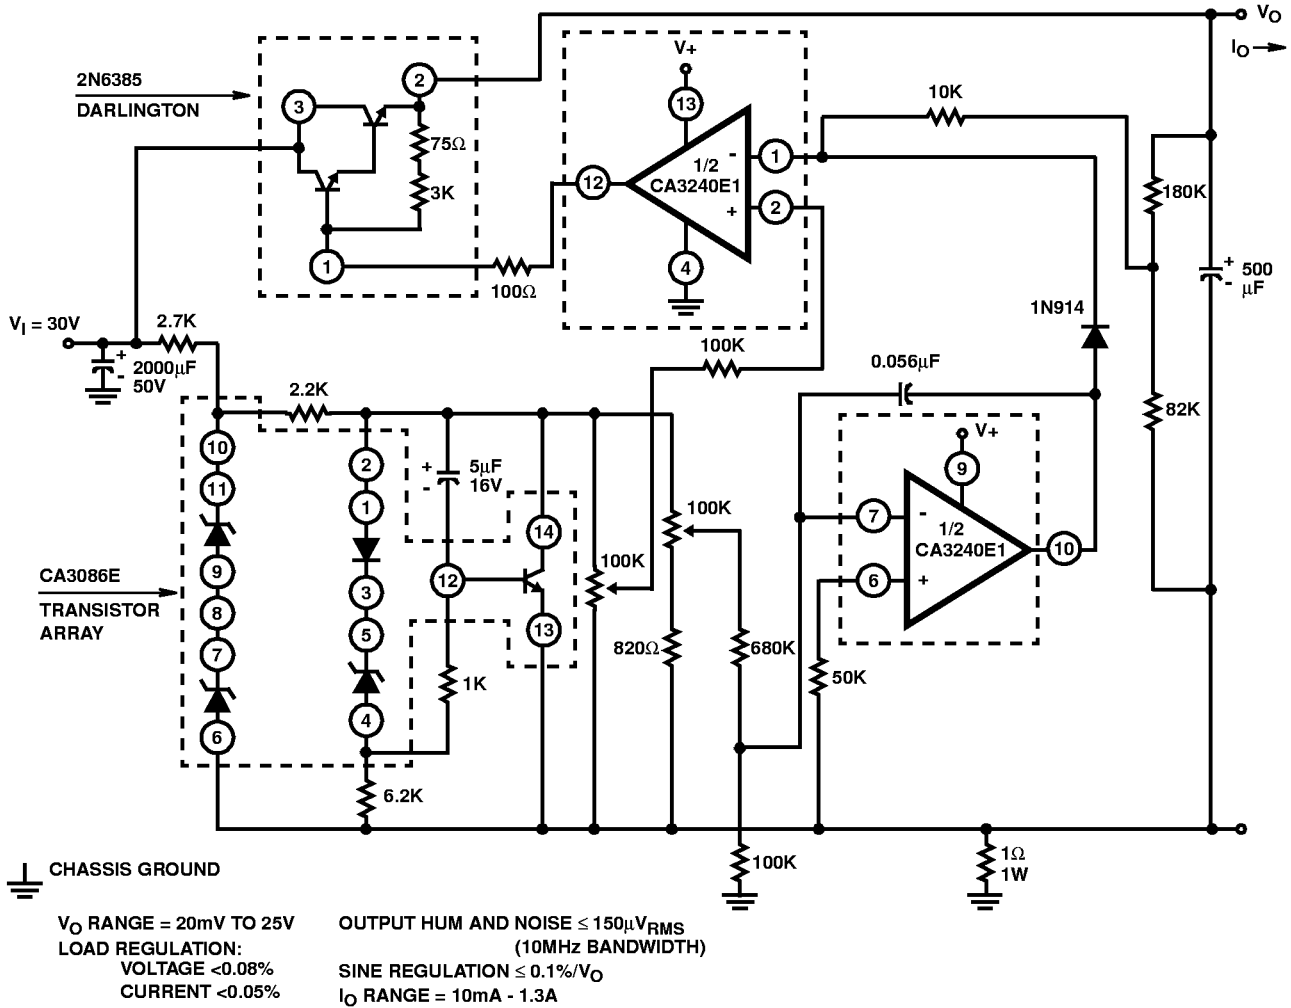 V_O
I_O
2N6385
DARLINGTON
3
2
75Ω
3K
1
100Ω
V+
13
12
1/2
CA3240E1
-
+
1
2
4
10K
180K
+
-
500
μF
82K
1N914
V_I = 30V
2.7K
+
-
2000μF
50V
2.2K
100K
0.056μF
10
11
9
8
7
6
2
1
3
5
4
+
-
5μF
16V
12
14
13
100K
100K
CA3086E
TRANSISTOR
ARRAY
1K
6.2K
820Ω
680K
V+
9
7
6
-
+
1/2
CA3240E1
10
50K
100K
1Ω
1W
CHASSIS GROUND
V_O RANGE = 20mV TO 25V
LOAD REGULATION:
VOLTAGE <0.08%
CURRENT <0.05%
OUTPUT HUM AND NOISE ≤ 150μV_RMS
(10MHz BANDWIDTH)
SINE REGULATION ≤ 0.1%/V_O
I_O RANGE = 10mA - 1.3A